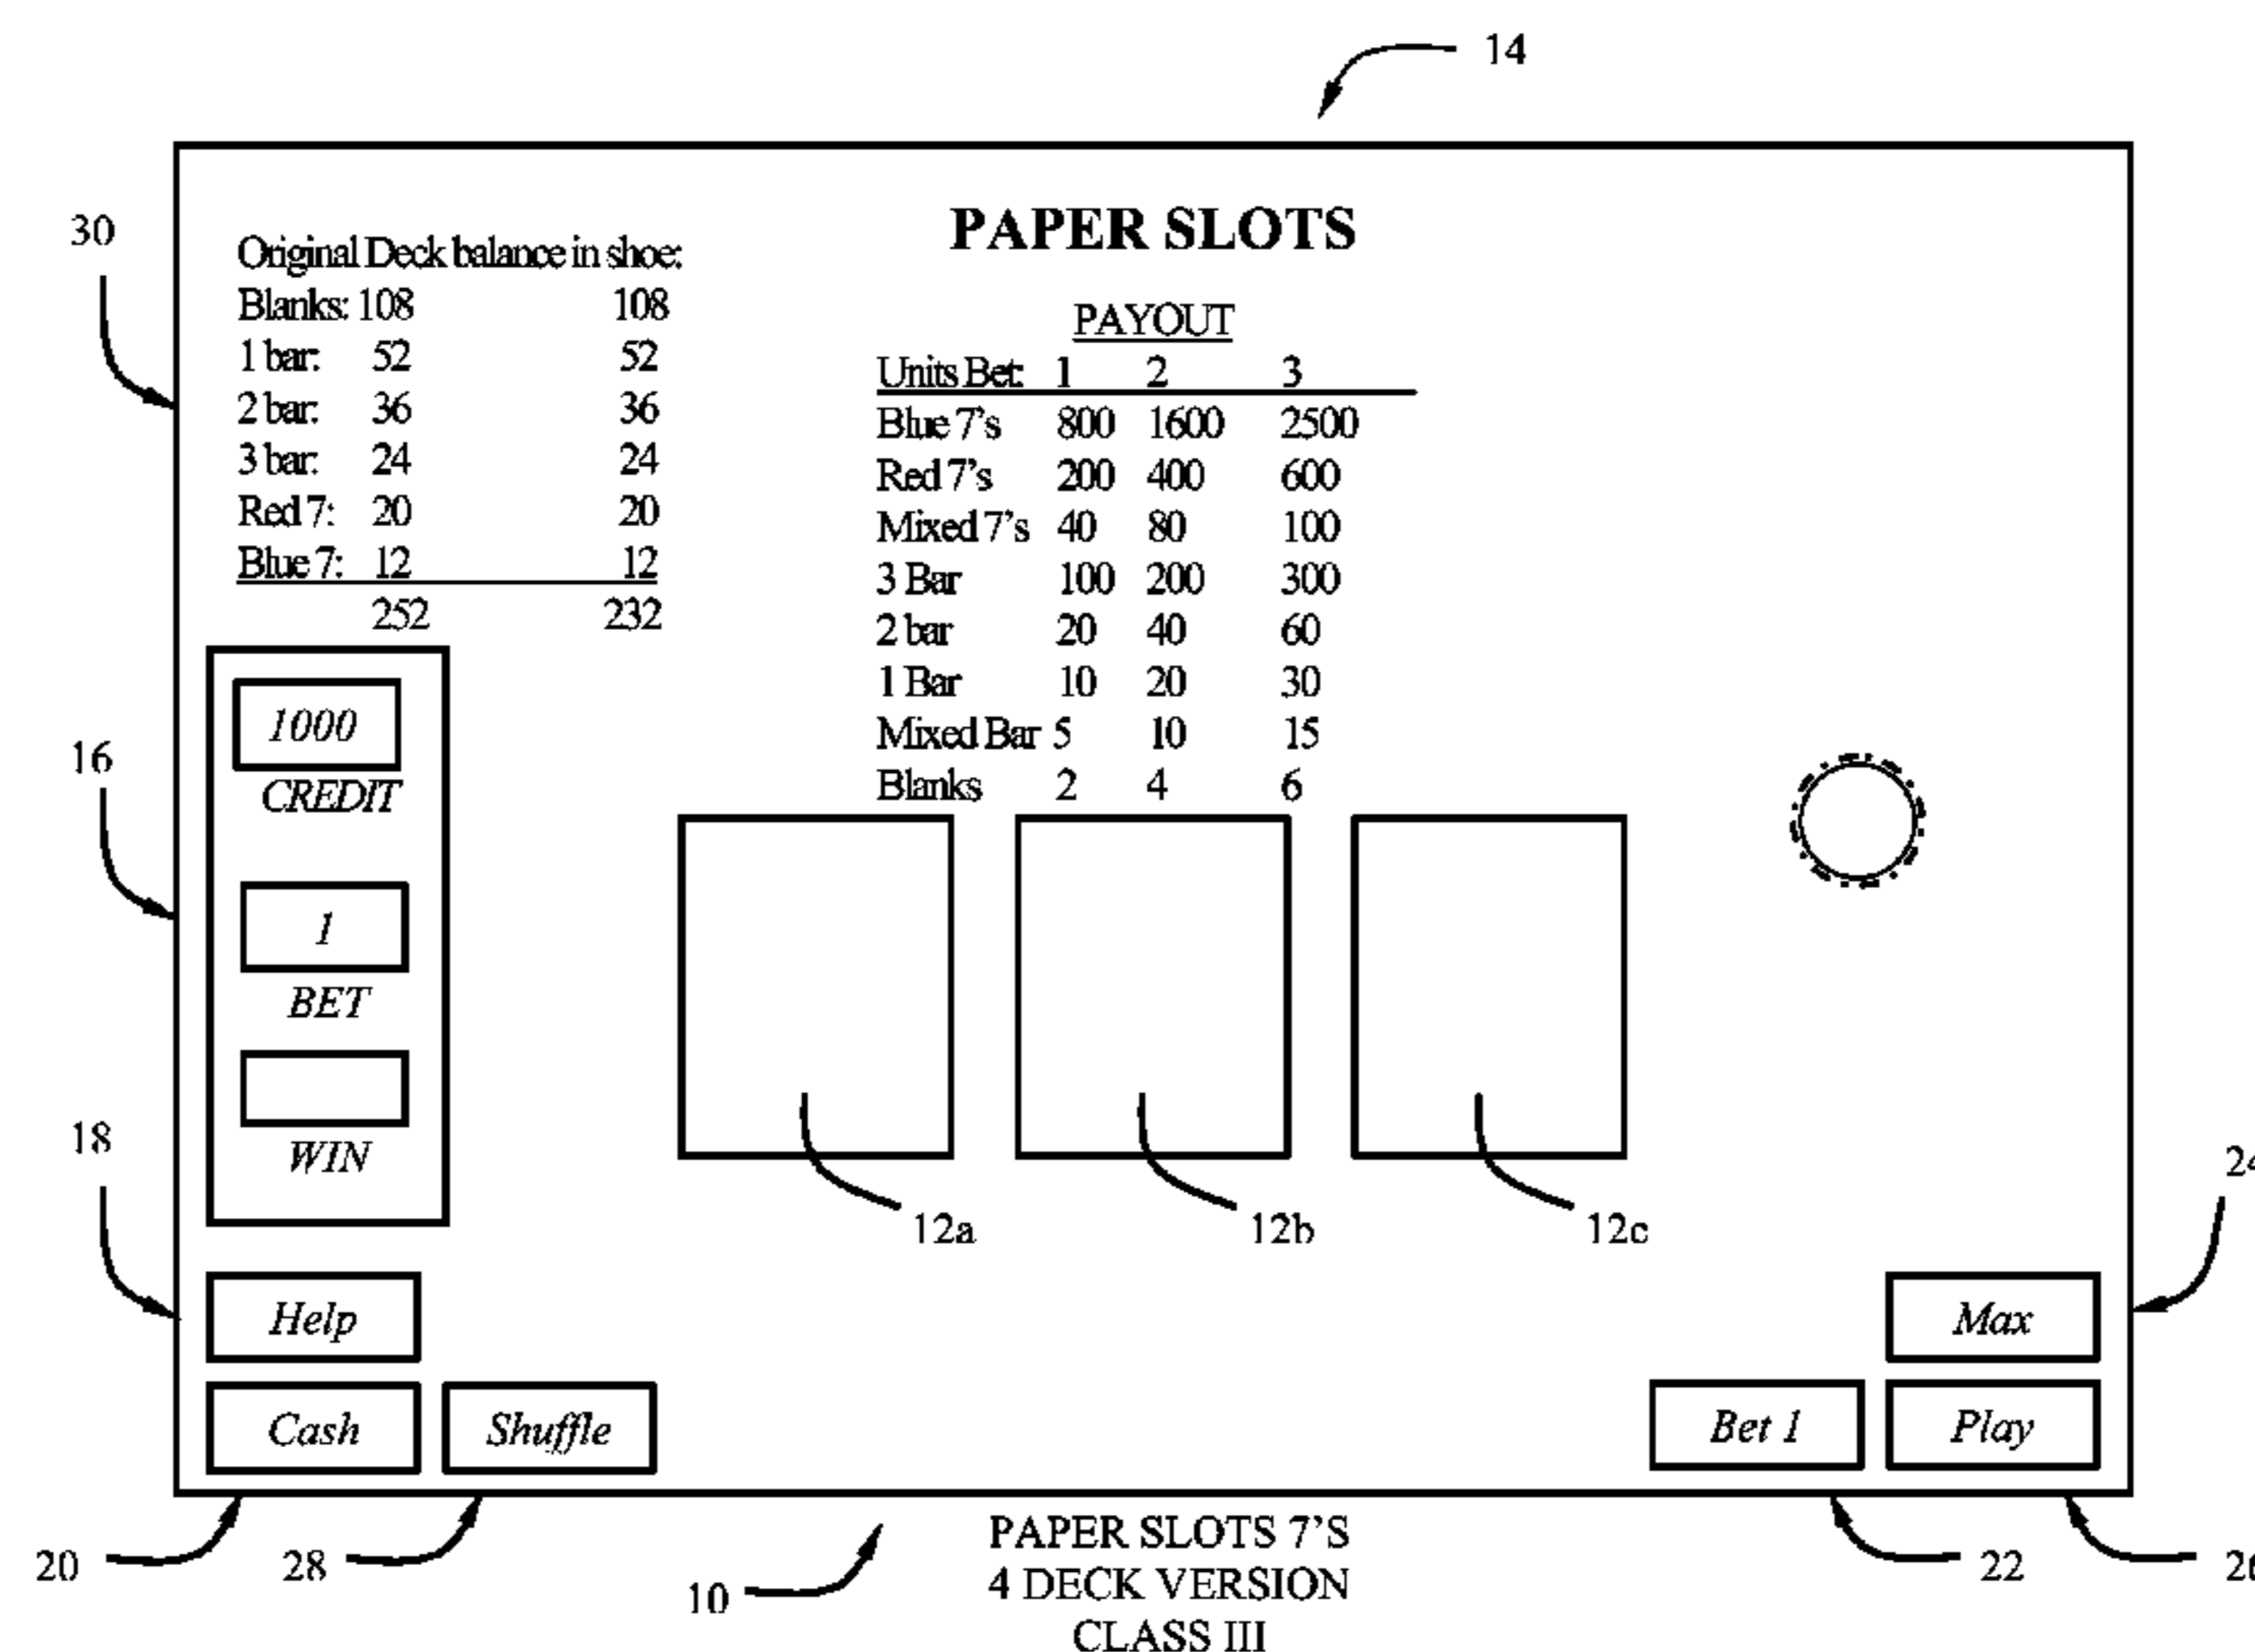 14
30
PAPER SLOTS
Original Deck balance in shoe:
Blanks: 108 108
1 bar: 52 52
2 bar: 36 36
3 bar: 24 24
Red 7: 20 20
Blue 7: 12 12
252 232
PAYOUT
Units Bet: 1 2 3
Blue 7's 800 1600 2500
Red 7's 200 400 600
Mixed 7's 40 80 100
3 Bar 100 200 300
2 bar 20 40 60
1 Bar 10 20 30
Mixed Bar 5 10 15
Blanks 2 4 6
16
1000
CREDIT
1
BET
WIN
18
12a 12b 12c
24
Help
Max
Cash Shuffle
Bet 1 Play
20 28 10 22 26
PAPER SLOTS 7'S
4 DECK VERSION
CLASS III